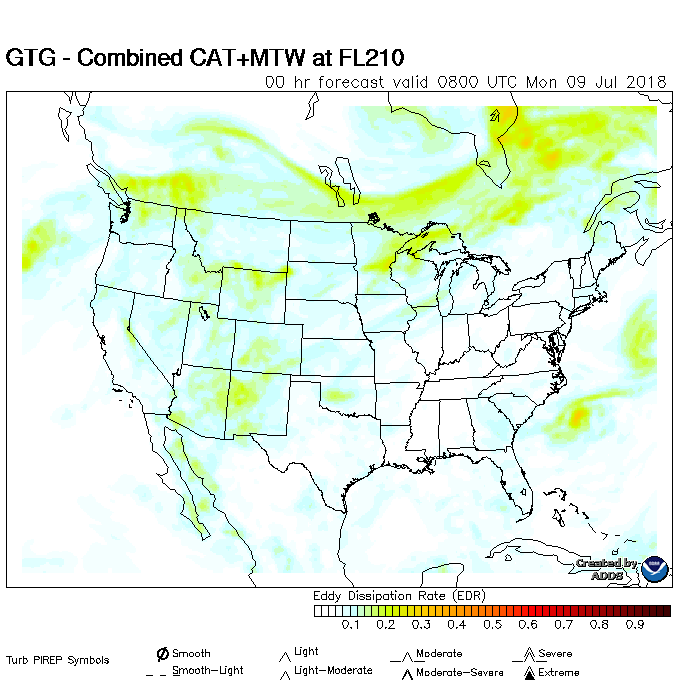 GTG - Combined CAT+MTW at FL210
00 hr forecast valid 0800 UTC Mon 09 Jul 2018
Created by
ADDS
Eddy Dissipation Rate (EDR)
0.1 0.2 0.3 0.4 0.5 0.6 0.7 0.8 0.9
Turb PIREP Symbols
Smooth Light Moderate Severe
Smooth-Light Light-Moderate Moderate-Severe Extreme